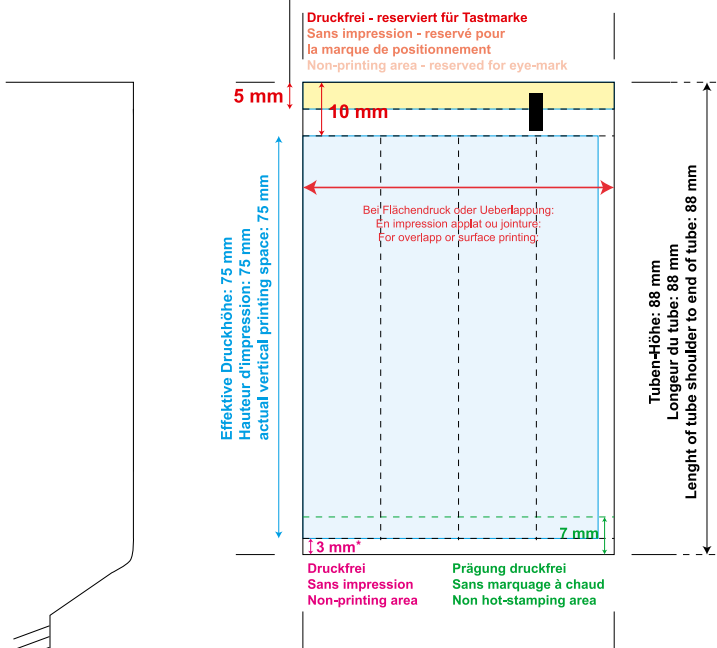 Druckfrei - reserviert für Tastmarke
Sans impression - reservé pour
la marque de positionnement
Non-printing area - reserved for eye-mark
5 mm
10 mm
Bei Flächendruck oder Ueberlappung:
En impression applat ou jointure:
For overlapp or surface printing:
Effektive Druckhöhe: 75 mm
Hauteur d'impression: 75 mm
actual vertical printing space: 75 mm
Tuben-Höhe: 88 mm
Longeur du tube: 88 mm
Lenght of tube shoulder to end of tube: 88 mm
7 mm
3 mm*
Druckfrei
Sans impression
Non-printing area
Prägung druckfrei
Sans marquage à chaud
Non hot-stamping area